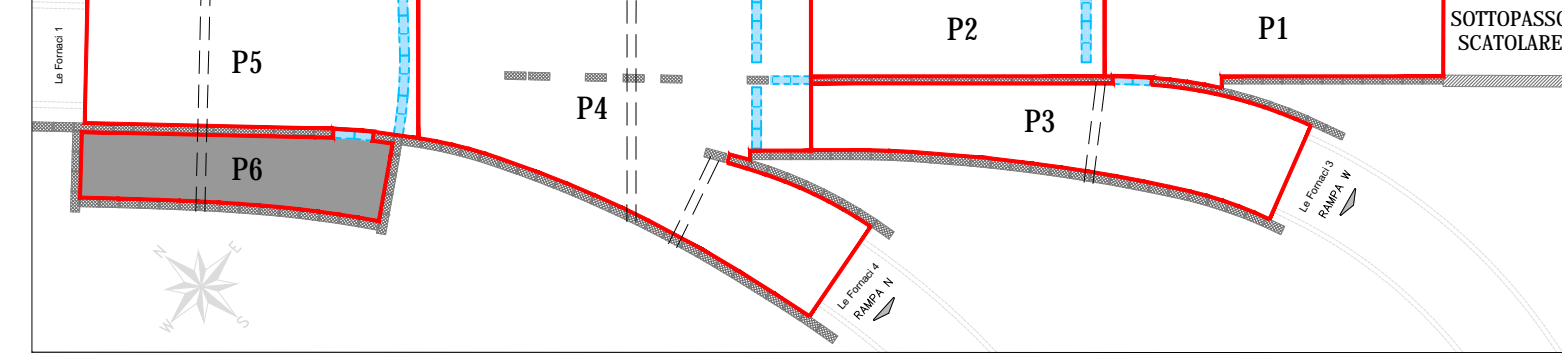 P2
P1
SOTTOPASSO
SCATOLARE
Le Fornaci 1
P5
P4
P3
P6
Le Fornaci 3
RAMPA W
Le Fornaci 4
RAMPA N
N
E
W
S